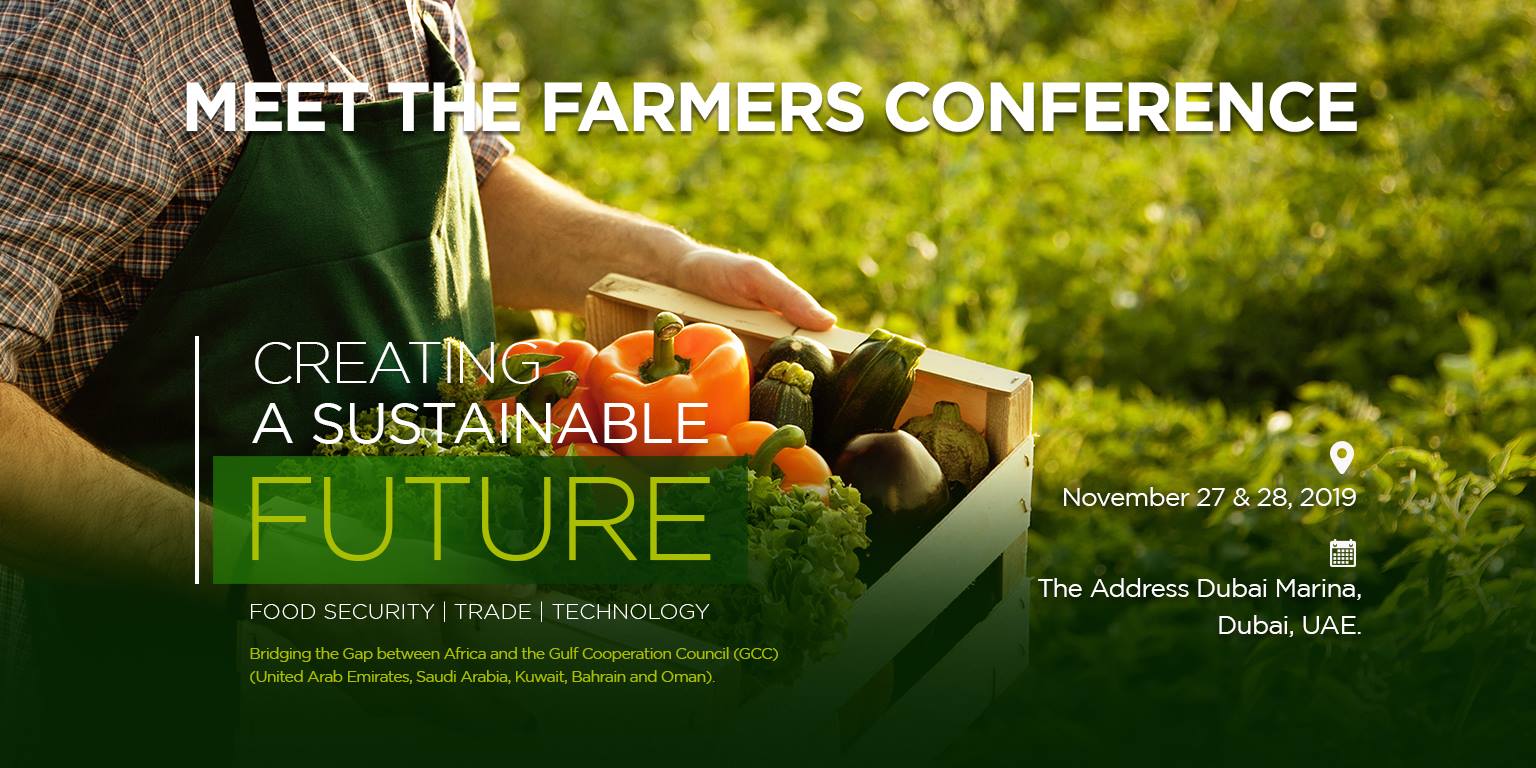 MEET THE FARMERS CONFERENCE
CREATING
A SUSTAINABLE
FUTURE
FOOD SECURITY | TRADE | TECHNOLOGY
Bridging the Gap between Africa and the Gulf Cooperation Council (GCC)
(United Arab Emirates, Saudi Arabia, Kuwait, Bahrain and Oman).
November 27 & 28, 2019
The Address Dubai Marina,
Dubai, UAE.